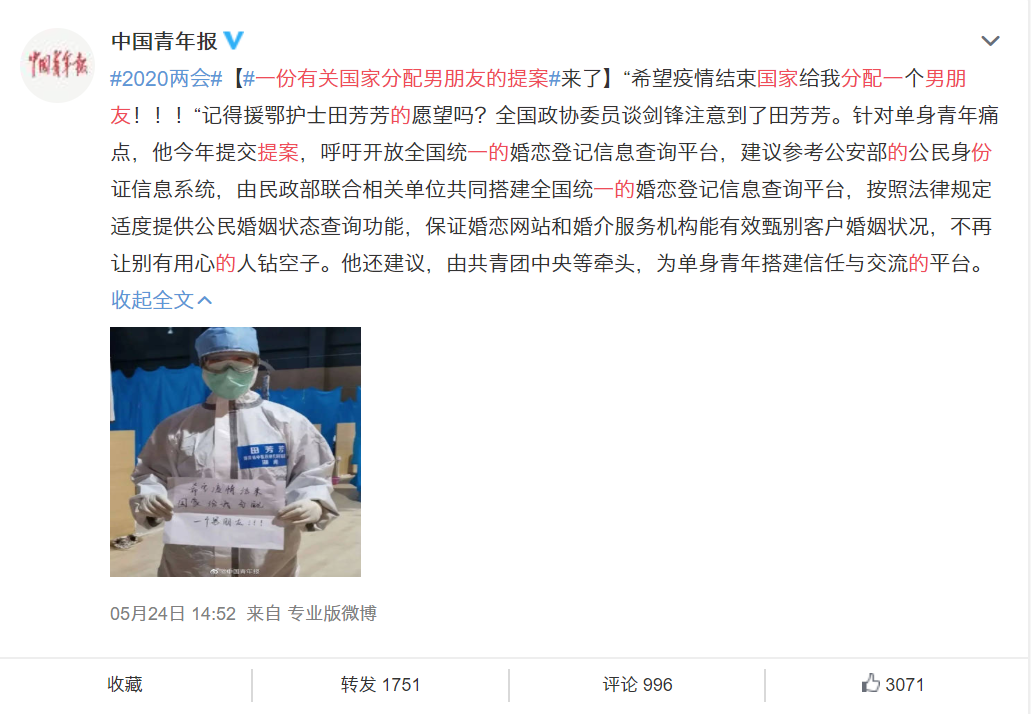 中国青年报
中国青年报
#2020两会#【#一份有关国家分配男朋友的提案#来了】“希望疫情结束国家给我分配一个男朋
友！！！“记得援鄂护士田芳芳的愿望吗？全国政协委员谈剑锋注意到了田芳芳。针对单身青年痛
点，他今年提交提案，呼吁开放全国统一的婚恋登记信息查询平台，建议参考公安部的公民身份
证信息系统，由民政部联合相关单位共同搭建全国统一的婚恋登记信息查询平台，按照法律规定
适度提供公民婚姻状态查询功能，保证婚恋网站和婚介服务机构能有效甄别客户婚姻状况，不再
让别有用心的人钻空子。他还建议，由共青团中央等牵头，为单身青年搭建信任与交流的平台。
收起全文
田芳芳
希望疫情结束
国家给我分配
一个男朋友!!!
@中国青年报
05月24日 14:52 来自 专业版微博
收藏
转发 1751
评论 996
3071